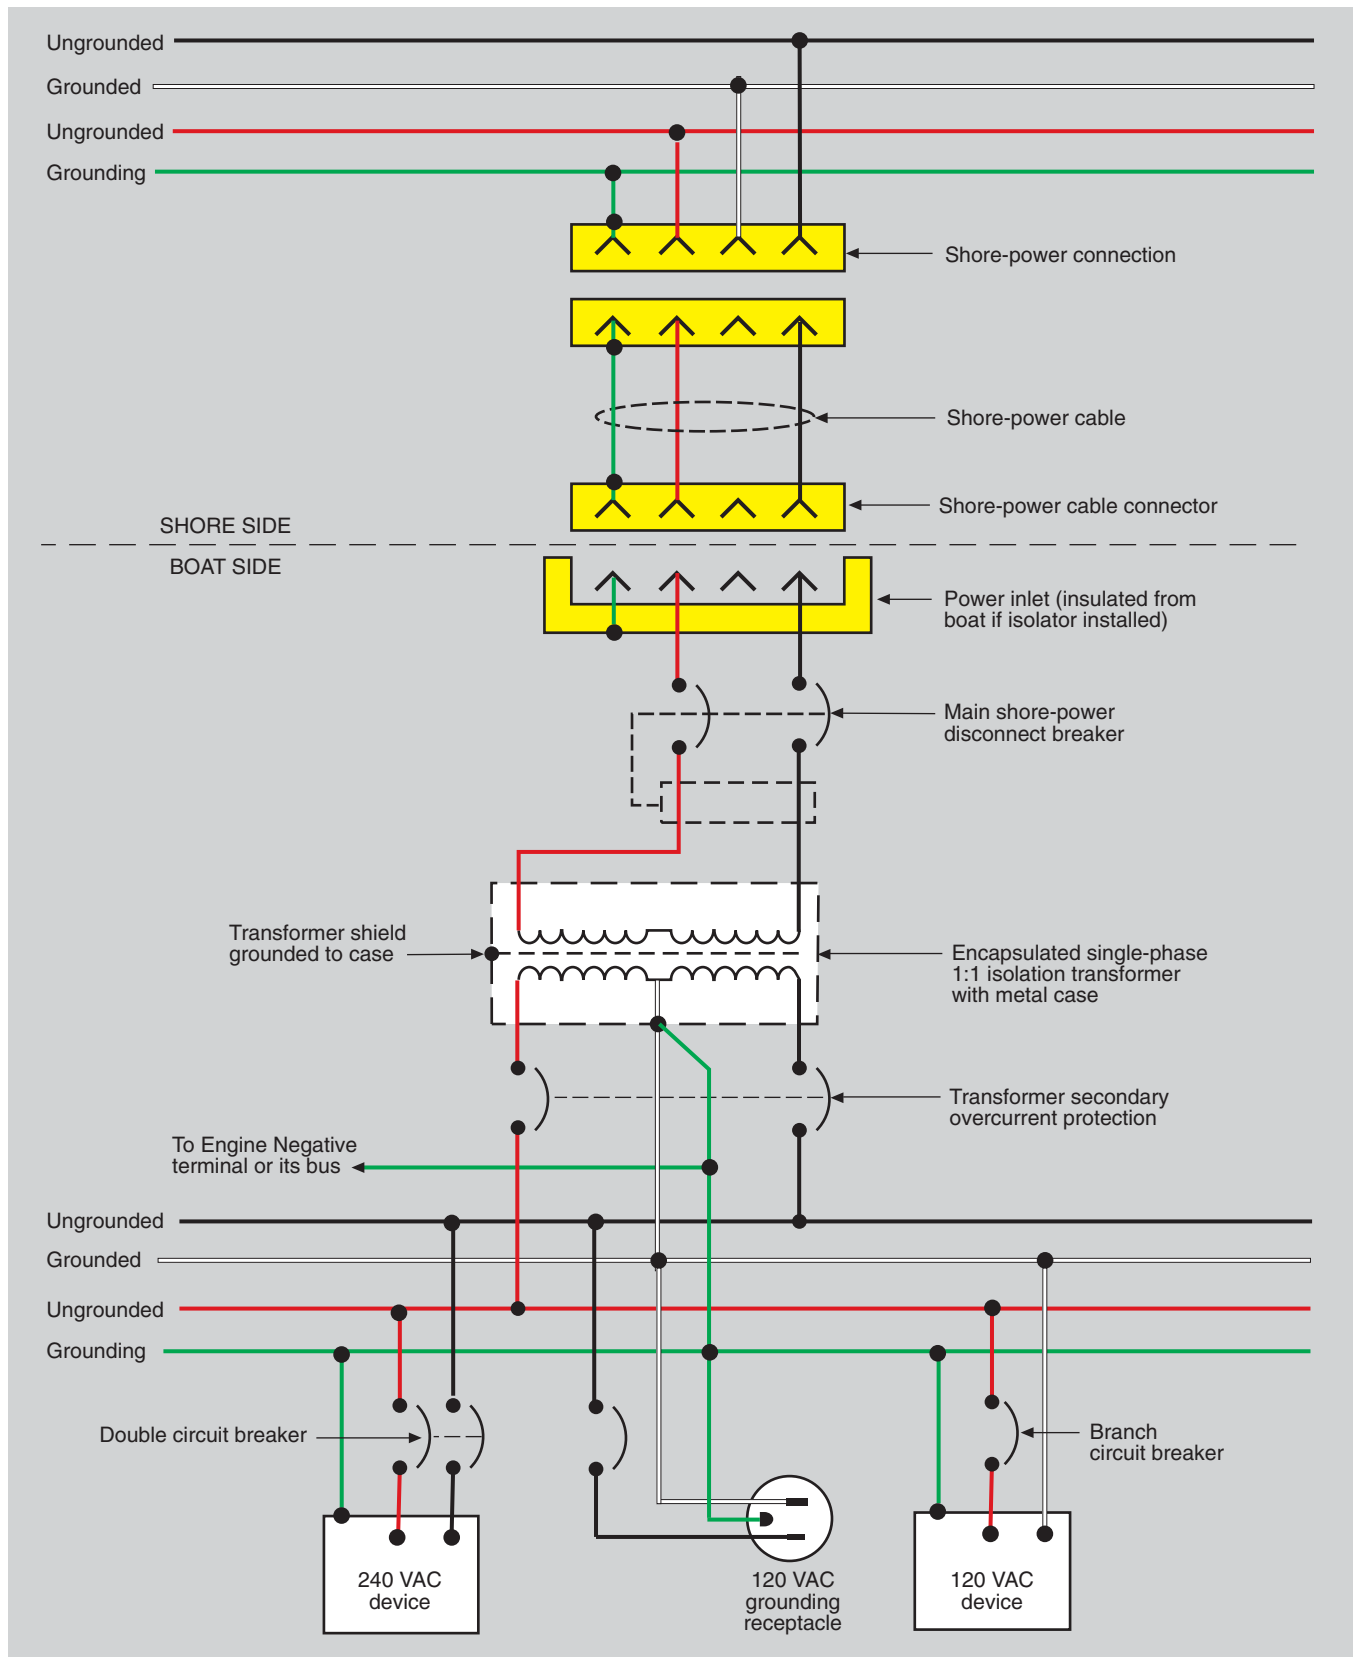 Ungrounded
Grounded
Ungrounded
Grounding
Shore-power connection
Shore-power cable
Shore-power cable connector
SHORE SIDE
BOAT SIDE
Power inlet (insulated from
boat if isolator installed)
Main shore-power
disconnect breaker
Transformer shield
grounded to case
Encapsulated single-phase
1:1 isolation transformer
with metal case
Transformer secondary
overcurrent protection
To Engine Negative
terminal or its bus
Ungrounded
Grounded
Ungrounded
Grounding
Double circuit breaker
Branch
circuit breaker
240 VAC
device
120 VAC
grounding
receptacle
120 VAC
device